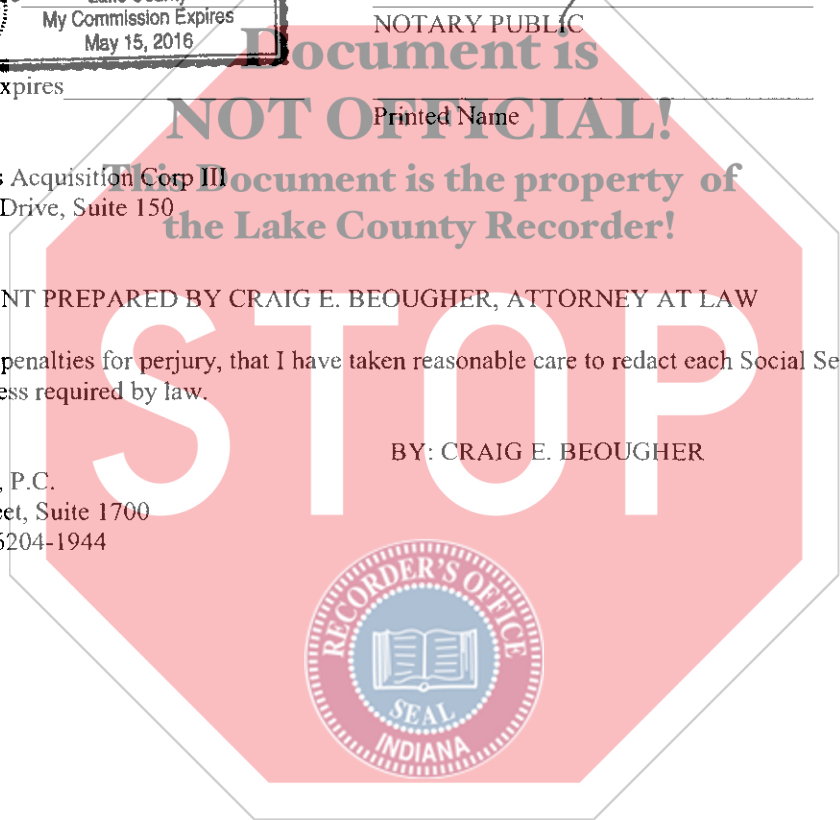 My Commission Expires
May 15, 2016
NOTARY PUBLIC
Document is
xpires
NOT OFFICIAL!
Printed Name
s Acquisition Corp III
This Document is the property of
Drive, Suite 150
the Lake County Recorder!
NT PREPARED BY CRAIG E. BEOUGHER, ATTORNEY AT LAW
STOP
penalties for perjury, that I have taken reasonable care to redact each Social Se
ess required by law.
BY: CRAIG E. BEOUGHER
, P.C.
eet, Suite 1700
6204-1944
RECORDER'S OFFICE
SEAL
INDIANA